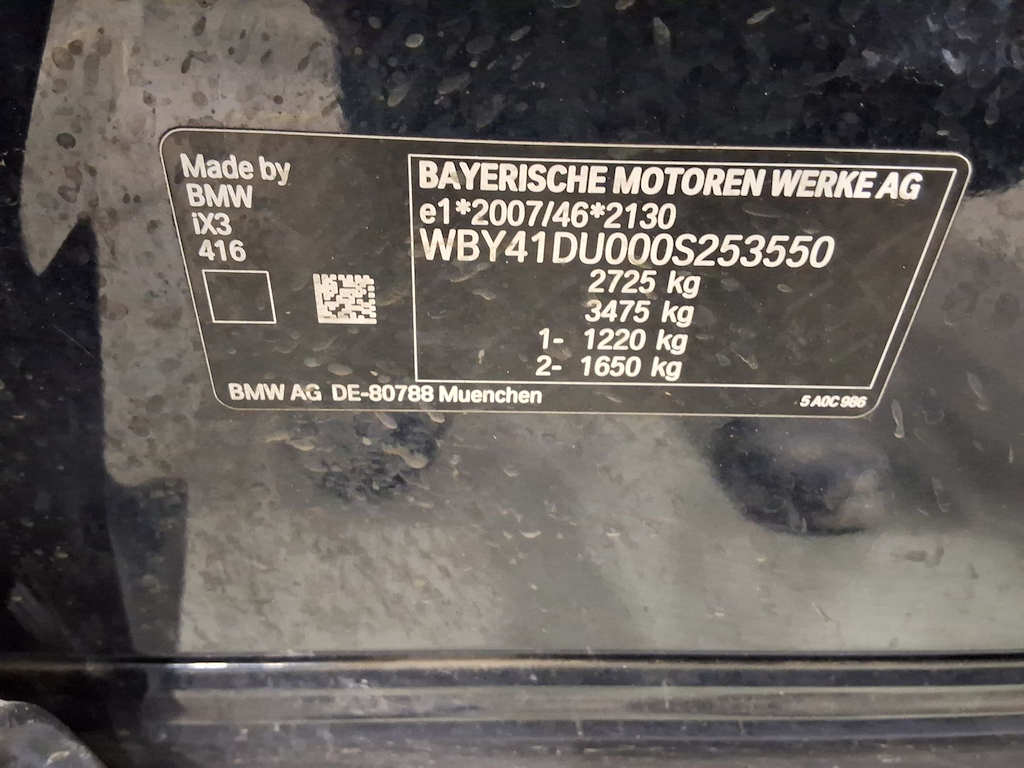 Made by
BMW
iX3
416
BAYERISCHE MOTOREN WERKE AG
e1*2007/46*2130
WBY41DU000S253550
2725 kg
3475 kg
1- 1220 kg
2- 1650 kg
BMW AG DE-80788 Muenchen
5 A0C 986